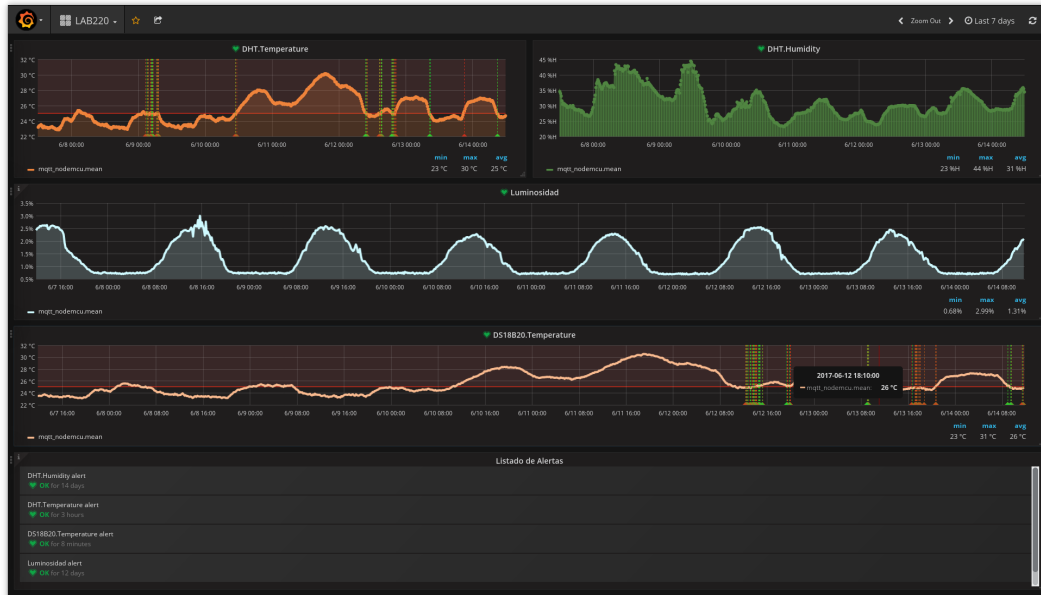 LAB220
Zoom Out
Last 7 days
DHT.Temperature
32 °C
30 °C
28 °C
26 °C
24 °C
22 °C
6/8 00:00 6/9 00:00 6/10 00:00 6/11 00:00 6/12 00:00 6/13 00:00 6/14 00:00
min max avg
mqtt_nodemcu.mean 23 °C 30 °C 25 °C
DHT.Humidity
45 %H
40 %H
35 %H
30 %H
25 %H
20 %H
6/8 00:00 6/9 00:00 6/10 00:00 6/11 00:00 6/12 00:00 6/13 00:00 6/14 00:00
min max avg
mqtt_nodemcu.mean 23 %H 44 %H 31 %H
Luminosidad
3.5%
3.0%
2.5%
2.0%
1.5%
1.0%
0.5%
6/7 16:00 6/8 00:00 6/8 08:00 6/8 16:00 6/9 00:00 6/9 08:00 6/9 16:00 6/10 00:00 6/10 08:00 6/10 16:00 6/11 00:00 6/11 08:00 6/11 16:00 6/12 00:00 6/12 08:00 6/12 16:00 6/13 00:00 6/13 08:00 6/13 16:00 6/14 00:00 6/14 08:00
min max avg
mqtt_nodemcu.mean 0.68% 2.99% 1.31%
DS18B20.Temperature
32 °C
30 °C
28 °C
26 °C
24 °C
22 °C
2017-06-12 18:10:00
mqtt_nodemcu.mean: 26 °C
6/7 16:00 6/8 00:00 6/8 08:00 6/8 16:00 6/9 00:00 6/9 08:00 6/9 16:00 6/10 00:00 6/10 08:00 6/10 16:00 6/11 00:00 6/11 08:00 6/11 16:00 6/12 00:00 6/12 08:00 6/12 16:00 6/13 00:00 6/13 08:00 6/13 16:00 6/14 00:00 6/14 08:00
min max avg
mqtt_nodemcu.mean 23 °C 31 °C 26 °C
Listado de Alertas
DHT.Humidity alert
OK for 14 days
DHT.Temperature alert
OK for 3 hours
DS18B20.Temperature alert
OK for 6 minutes
Luminosidad alert
OK for 12 days